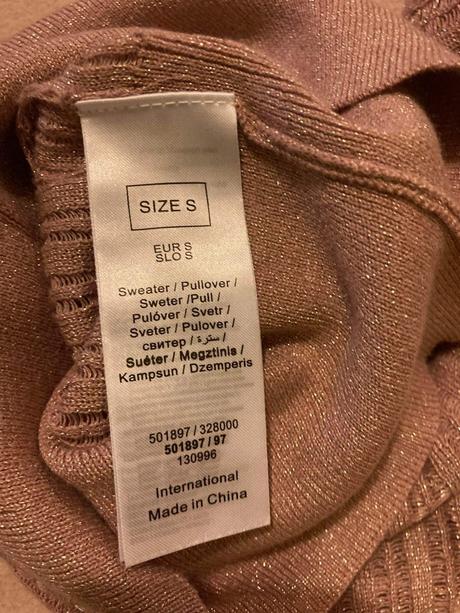 SIZE S
EUR S
SLO S
Sweater / Pullover /
Sweter /Pull /
Pulóver / Svetr /
Sveter / Pulover /
свитер / سترة /
Suéter / Megztinis /
Kampsun / Dzemperis
501897 / 328000
501897 / 97
130996
International
Made in China